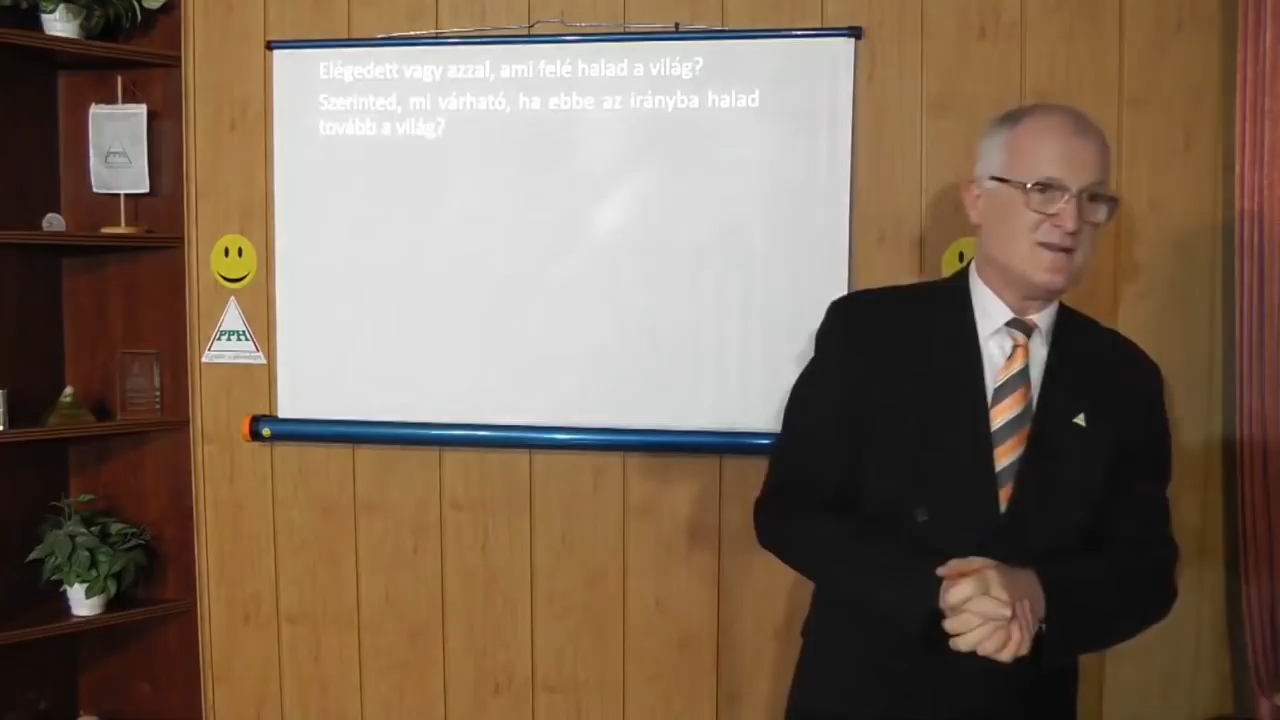 Elégedett vagy azzal, ami felé halad a világ?
Szerinted, mi várható, ha ebbe az irányba halad
tovább a világ?
PPH